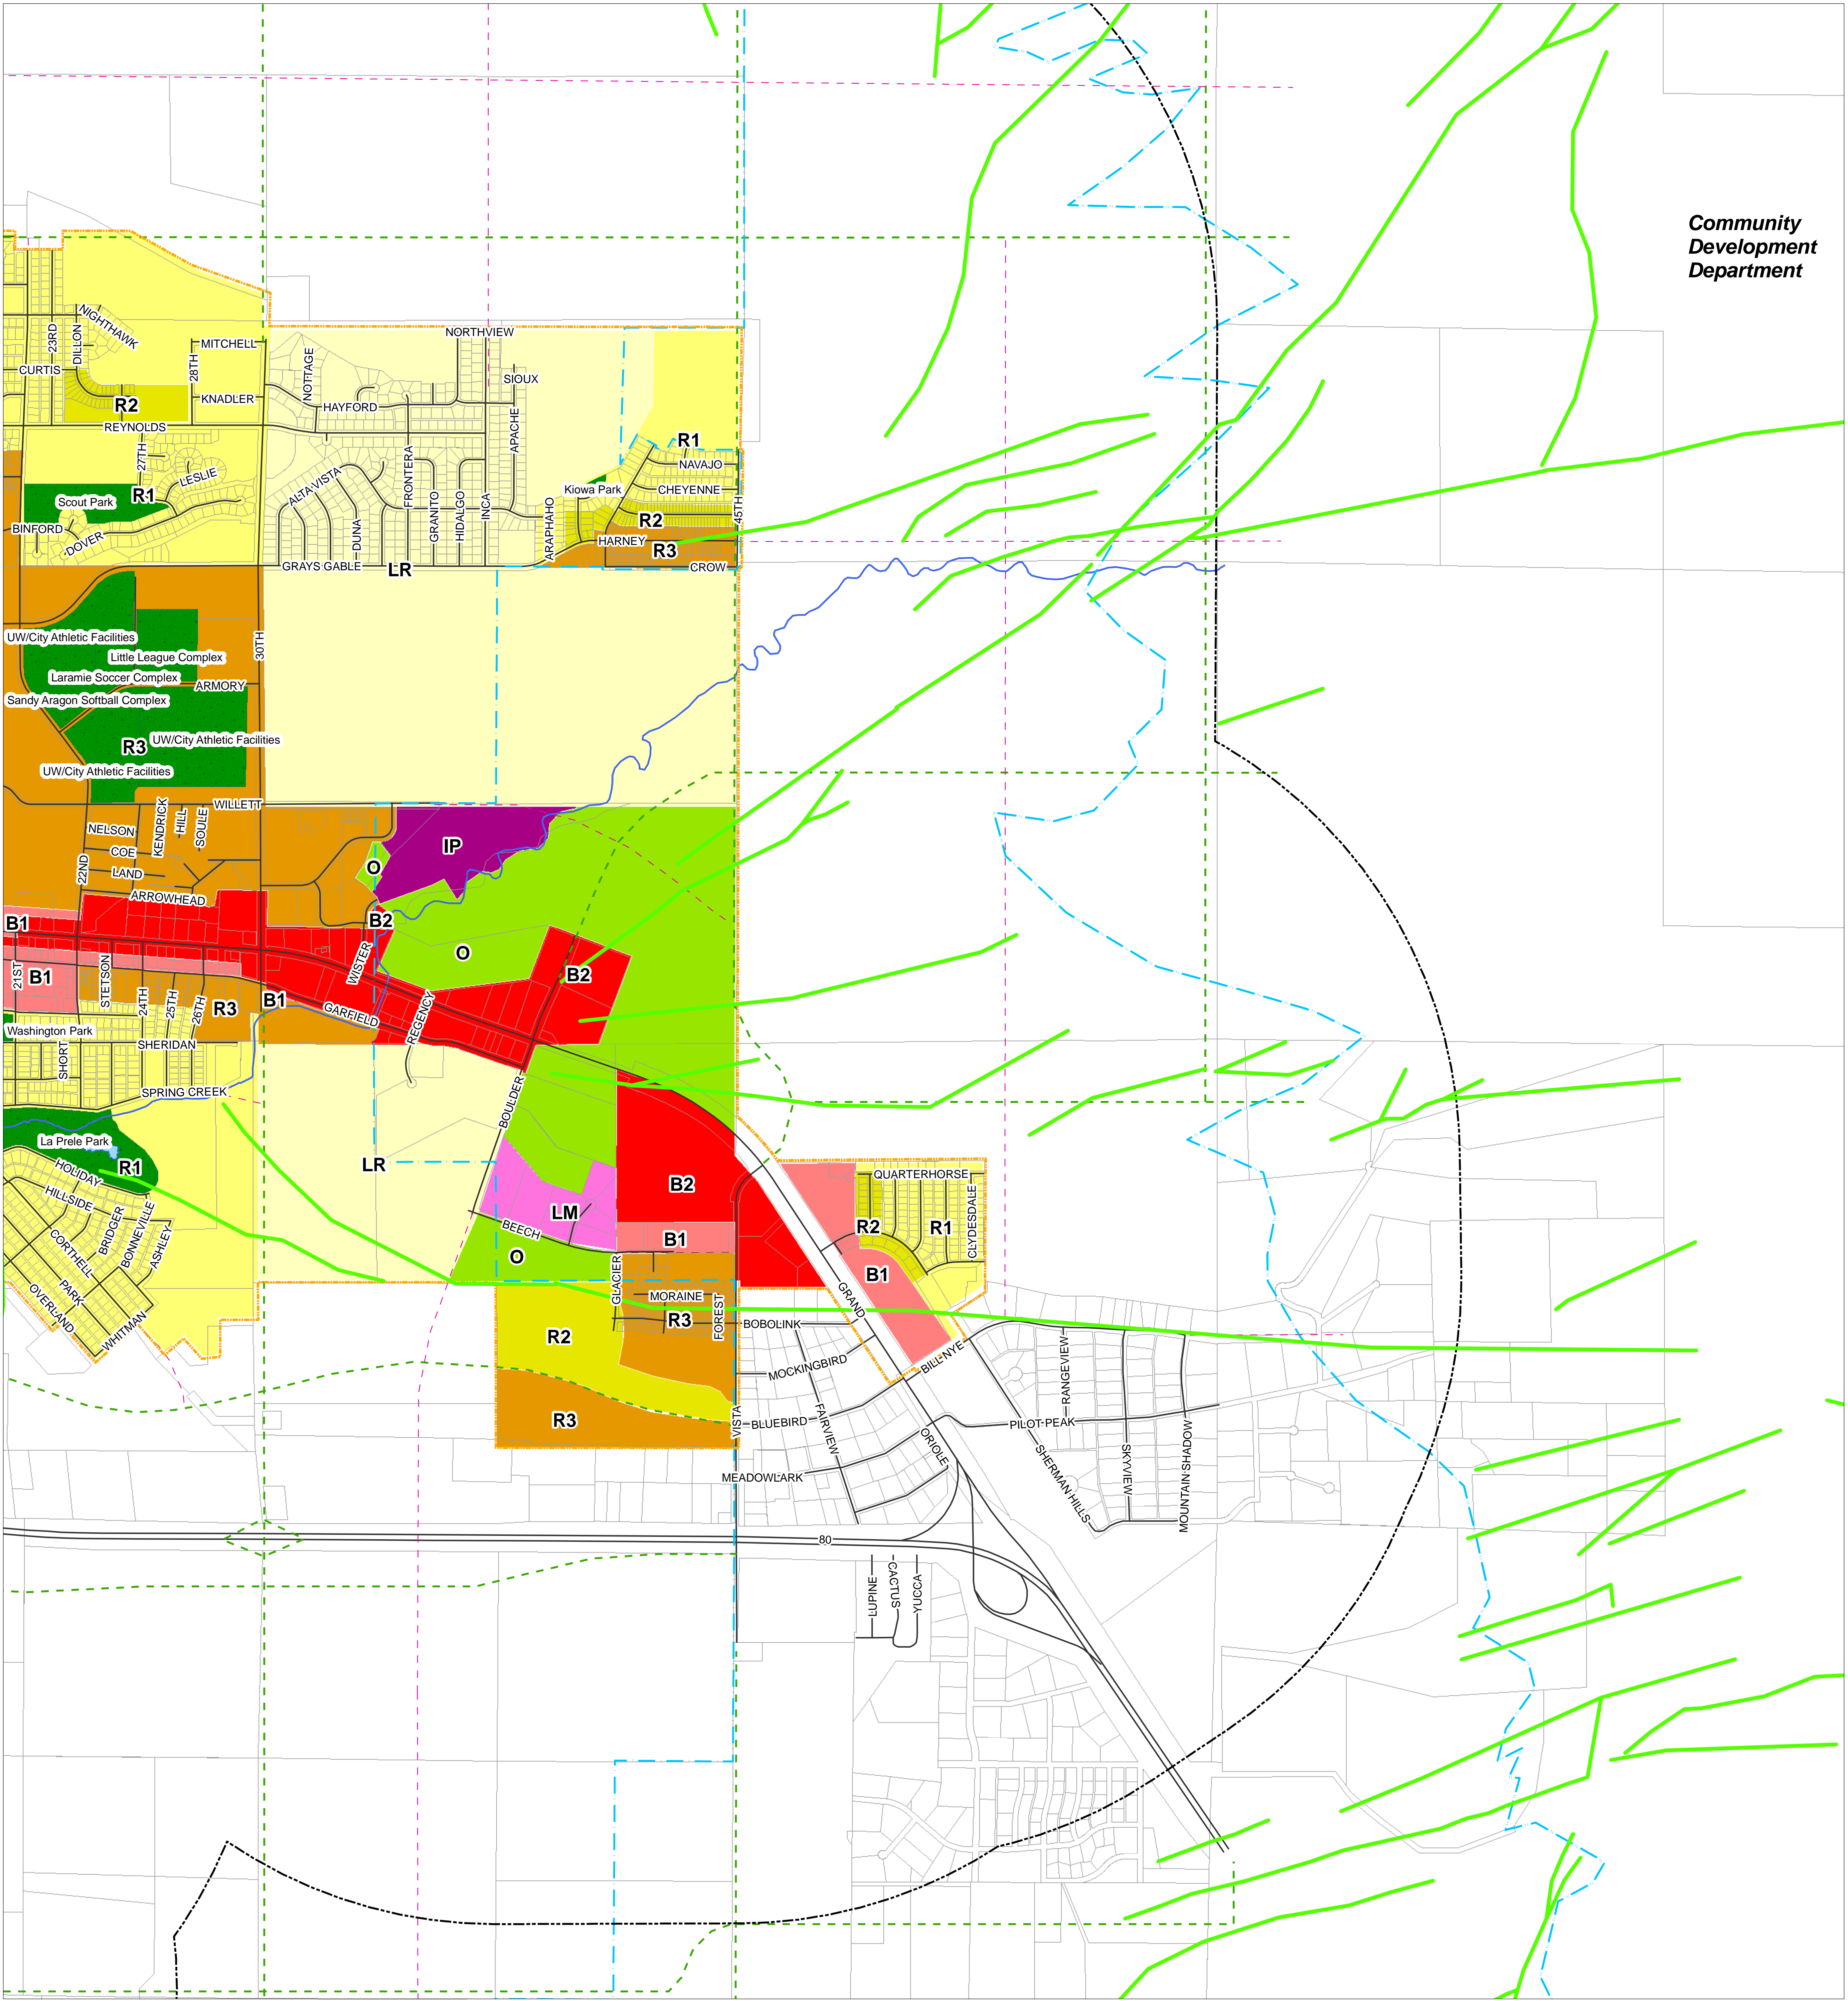 Community
Development
Department
NIGHTHAWK
23RD
DILLON
MITCHELL
28TH
CURTIS
KNADLER
R2
REYNOLDS
NORTHVIEW
NOTTAGE
SIOUX
HAYFORD
APACHE
27TH
LESLIE
R1
Scout Park
BINFORD
DOVER
ALTA VISTA
FRONTERA
DUNA
GRANITO
HIDALGO
INCA
GRAYS GABLE
LR
ARAPHAHO
R1
NAVAJO
Kiowa Park
CHEYENNE
45TH
R2
HARNEY
R3
CROW
UW/City Athletic Facilities
30TH
Little League Complex
Laramie Soccer Complex
ARMORY
Sandy Aragon Softball Complex
R3
UW/City Athletic Facilities
UW/City Athletic Facilities
WILLETT
NELSON
KENDRICK
HILL
SOULE
COE
22ND
LAND
ARROWHEAD
IP
O
B1
B2
O
B2
WISTER
B1
21ST
STETSON
24TH
25TH
26TH
R3
B1
GARFIELD
REGENCY
Washington Park
SHORT
SHERIDAN
SPRING CREEK
BOULDER
La Prele Park
R1
LR
HOLIDAY
HILLSIDE
BRIDGER
BONNEVILLE
ASHLEY
CORTHELL
PARK
OVERLAND
WHITMAN
B2
LM
BEECH
B1
O
QUARTERHORSE
R2
R1
CLYDESDALE
B1
GRAND
GLACIER
MORAINE
R3
FOREST
BOBOLINK
R2
MOCKINGBIRD
BILL NYE
RANGEVIEW
R3
VISTA
BLUEBIRD
FAIRVIEW
PILOT PEAK
ORIOLE
SHERMAN HILLS
SKYVIEW
MOUNTAIN SHADOW
MEADOWLARK
80
LUPINE
CACTUS
YUCCA